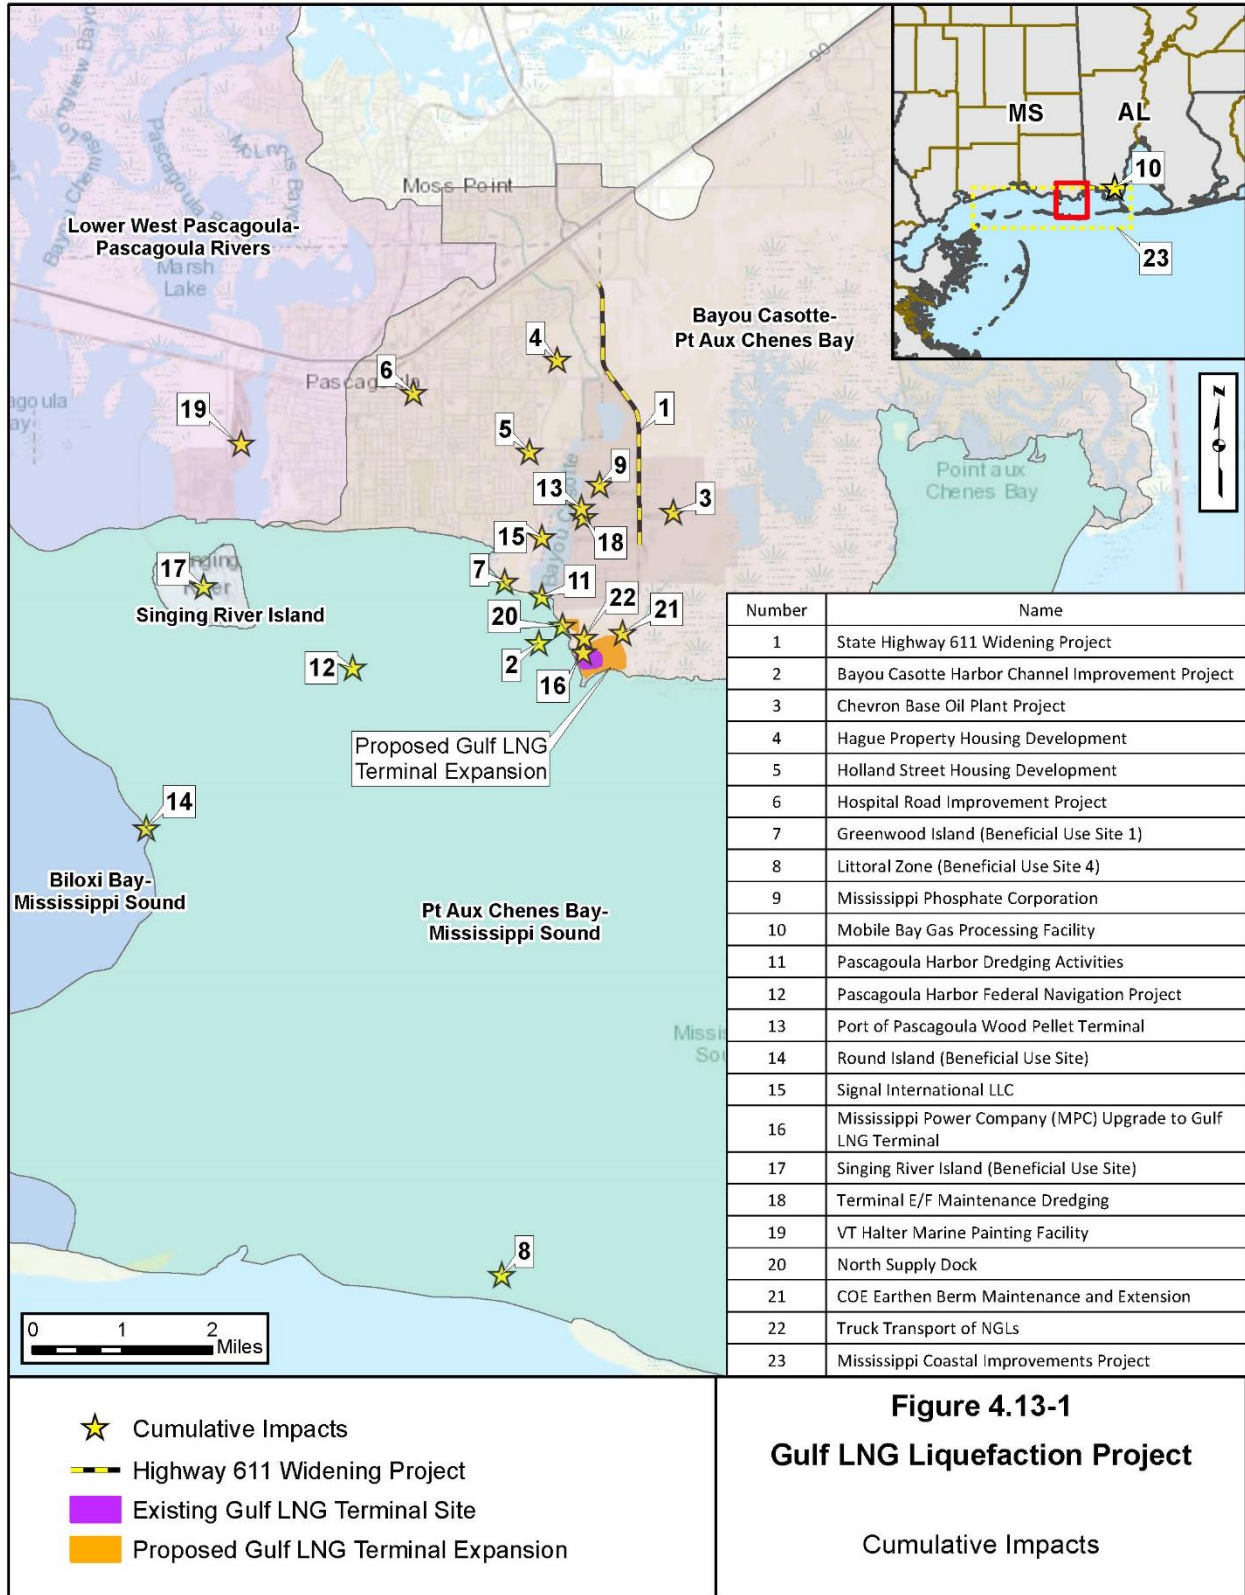 90
Moss Point
Lower West Pascagoula-
Pascagoula Rivers
Marsh
Lake
Bayou Casotte-
Pt Aux Chenes Bay
MS
AL
10
23
4
6
Pascagoula
1
19
5
9
13
3
18
15
Point aux
Chenes Bay
7
11
22
21
17
Singing River Island
20
2
12
16
Proposed Gulf LNG
Terminal Expansion
14
Biloxi Bay-
Mississippi Sound
Pt Aux Chenes Bay-
Mississippi Sound
8
0 1 2
Miles
Number Name
1 State Highway 611 Widening Project
2 Bayou Casotte Harbor Channel Improvement Project
3 Chevron Base Oil Plant Project
4 Hague Property Housing Development
5 Holland Street Housing Development
6 Hospital Road Improvement Project
7 Greenwood Island (Beneficial Use Site 1)
8 Littoral Zone (Beneficial Use Site 4)
9 Mississippi Phosphate Corporation
10 Mobile Bay Gas Processing Facility
11 Pascagoula Harbor Dredging Activities
12 Pascagoula Harbor Federal Navigation Project
13 Port of Pascagoula Wood Pellet Terminal
14 Round Island (Beneficial Use Site)
15 Signal International LLC
16 Mississippi Power Company (MPC) Upgrade to Gulf
LNG Terminal
17 Singing River Island (Beneficial Use Site)
18 Terminal E/F Maintenance Dredging
19 VT Halter Marine Painting Facility
20 North Supply Dock
21 COE Earthen Berm Maintenance and Extension
22 Truck Transport of NGLs
23 Mississippi Coastal Improvements Project
Cumulative Impacts
Highway 611 Widening Project
Existing Gulf LNG Terminal Site
Proposed Gulf LNG Terminal Expansion
Figure 4.13-1
Gulf LNG Liquefaction Project
Cumulative Impacts